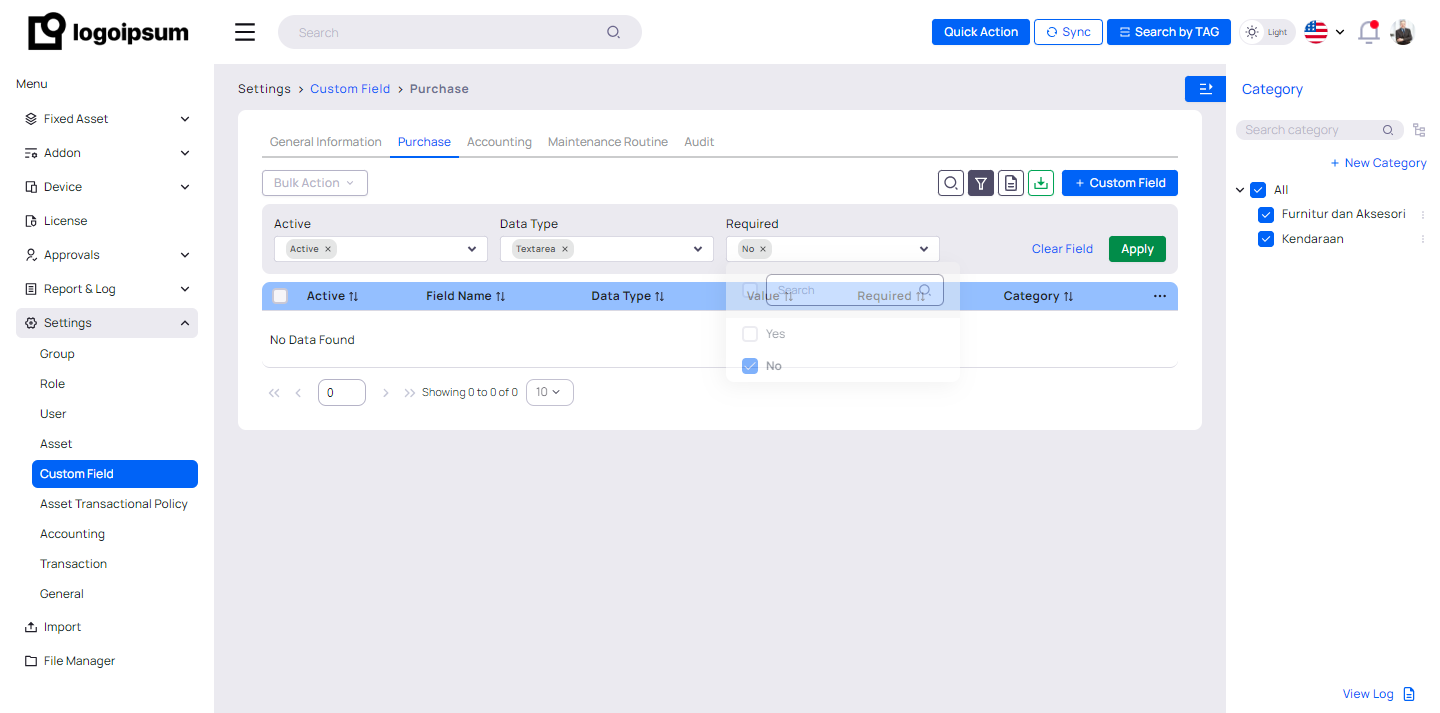 logoipsum
Search
Quick Action
Sync
Search by TAG
Light
Menu
Fixed Asset
Addon
Device
License
Approvals
Report & Log
Settings
Group
Role
User
Asset
Custom Field
Asset Transactional Policy
Accounting
Transaction
General
Import
File Manager
Settings > Custom Field > Purchase
General Information Purchase Accounting Maintenance Routine Audit
Bulk Action
+ Custom Field
Active Data Type Required
Active × Textarea × No ×
Clear Field Apply
Search
Active Field Name Data Type Value Required Category
No Data Found
Yes
No
0 Showing 0 to 0 of 0 10
Category
Search category
+ New Category
All
Furnitur dan Aksesori
Kendaraan
View Log